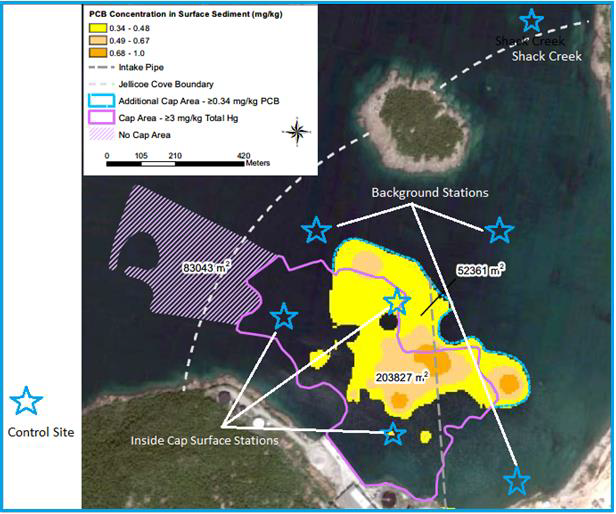 PCB Concentration in Surface Sediment (mg/kg)
0.34 - 0.48
0.49 - 0.67
0.68 - 1.0
Intake Pipe
Jellicoe Cove Boundary
Additional Cap Area - ≥0.34 mg/kg PCB
Cap Area - ≥3 mg/kg Total Hg
No Cap Area
0 105 210 420
Meters
Shack Creek
Shack Creek
Background Stations
83043 m²
52361 m²
203827 m²
Control Site
Inside Cap Surface Stations